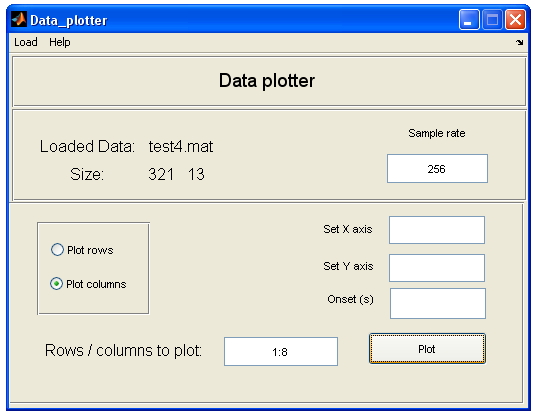 Data_plotter
Load Help
Data plotter
Sample rate
Loaded Data: test4.mat
256
Size: 321 13
Set X axis
Plot rows
Set Y axis
Plot columns
Onset (s)
Rows / columns to plot: 1:8 Plot